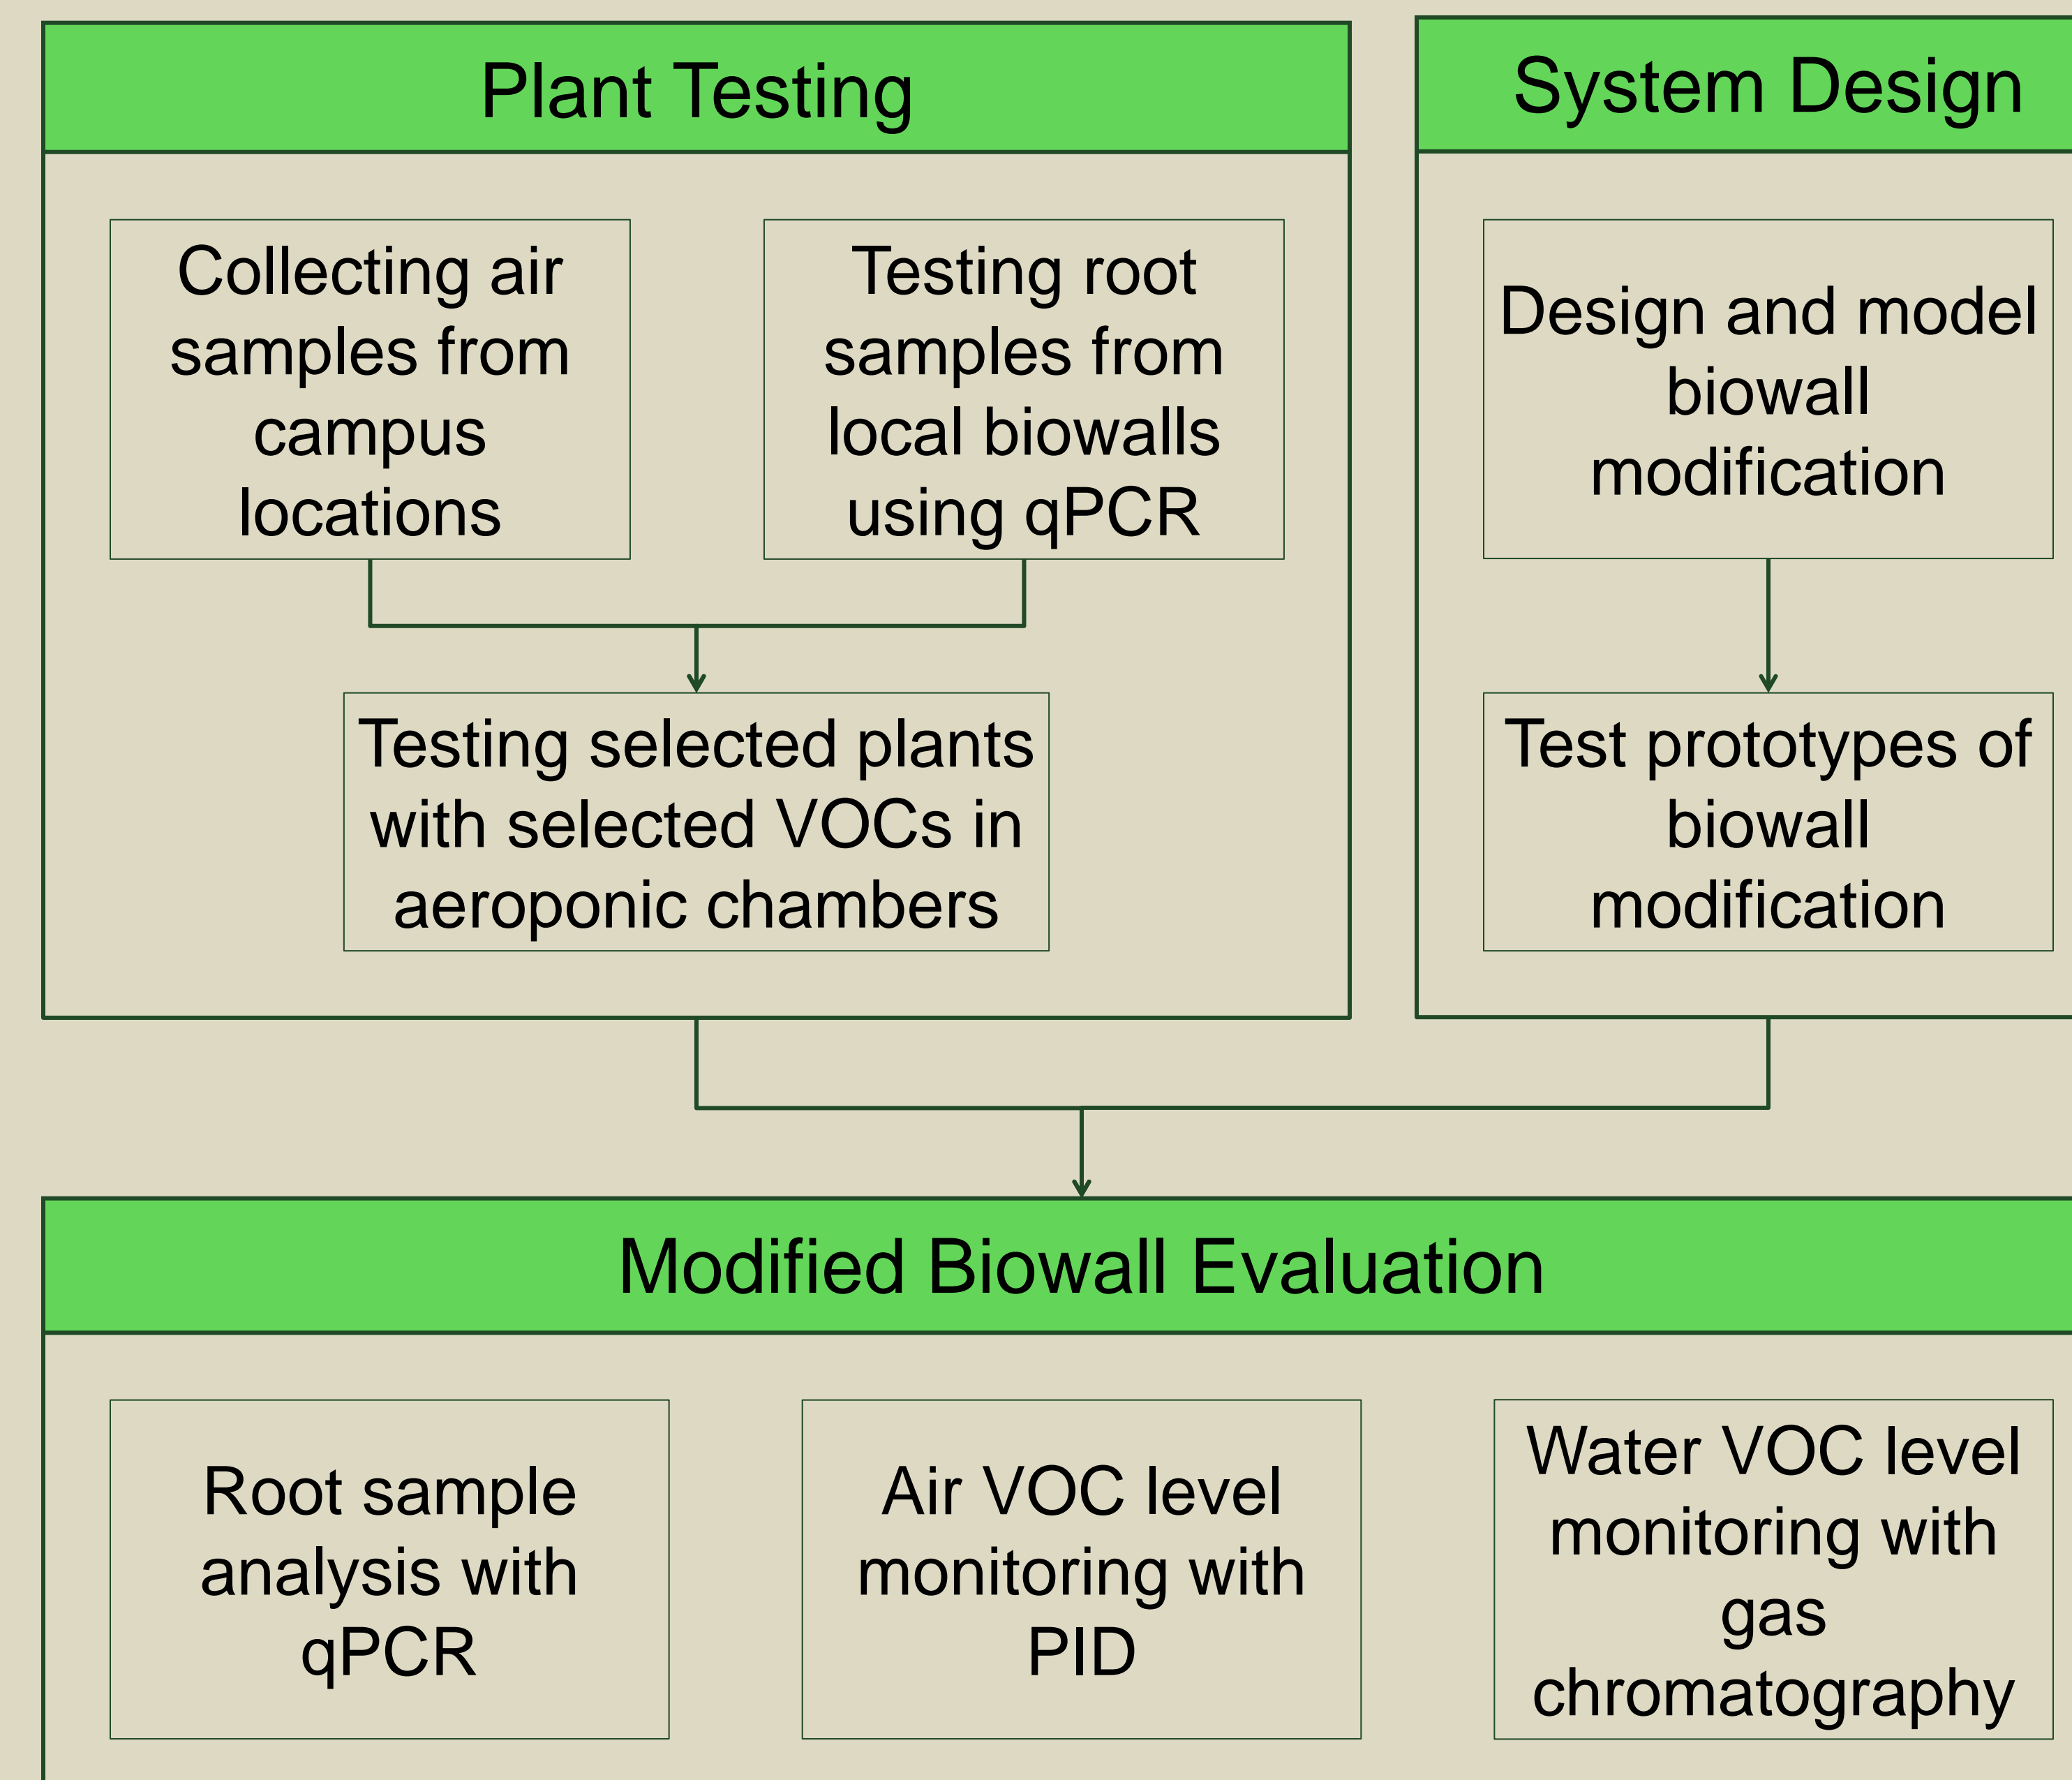 Plant Testing
Collecting air
samples from
campus
locations
Testing root
samples from
local biowalls
using qPCR
Testing selected plants
with selected VOCs in
aeroponic chambers
System Design
Design and model
biowall
modification
Test prototypes of
biowall
modification
Modified Biowall Evaluation
Root sample
analysis with
qPCR
Air VOC level
monitoring with
PID
Water VOC level
monitoring with
gas
chromatography